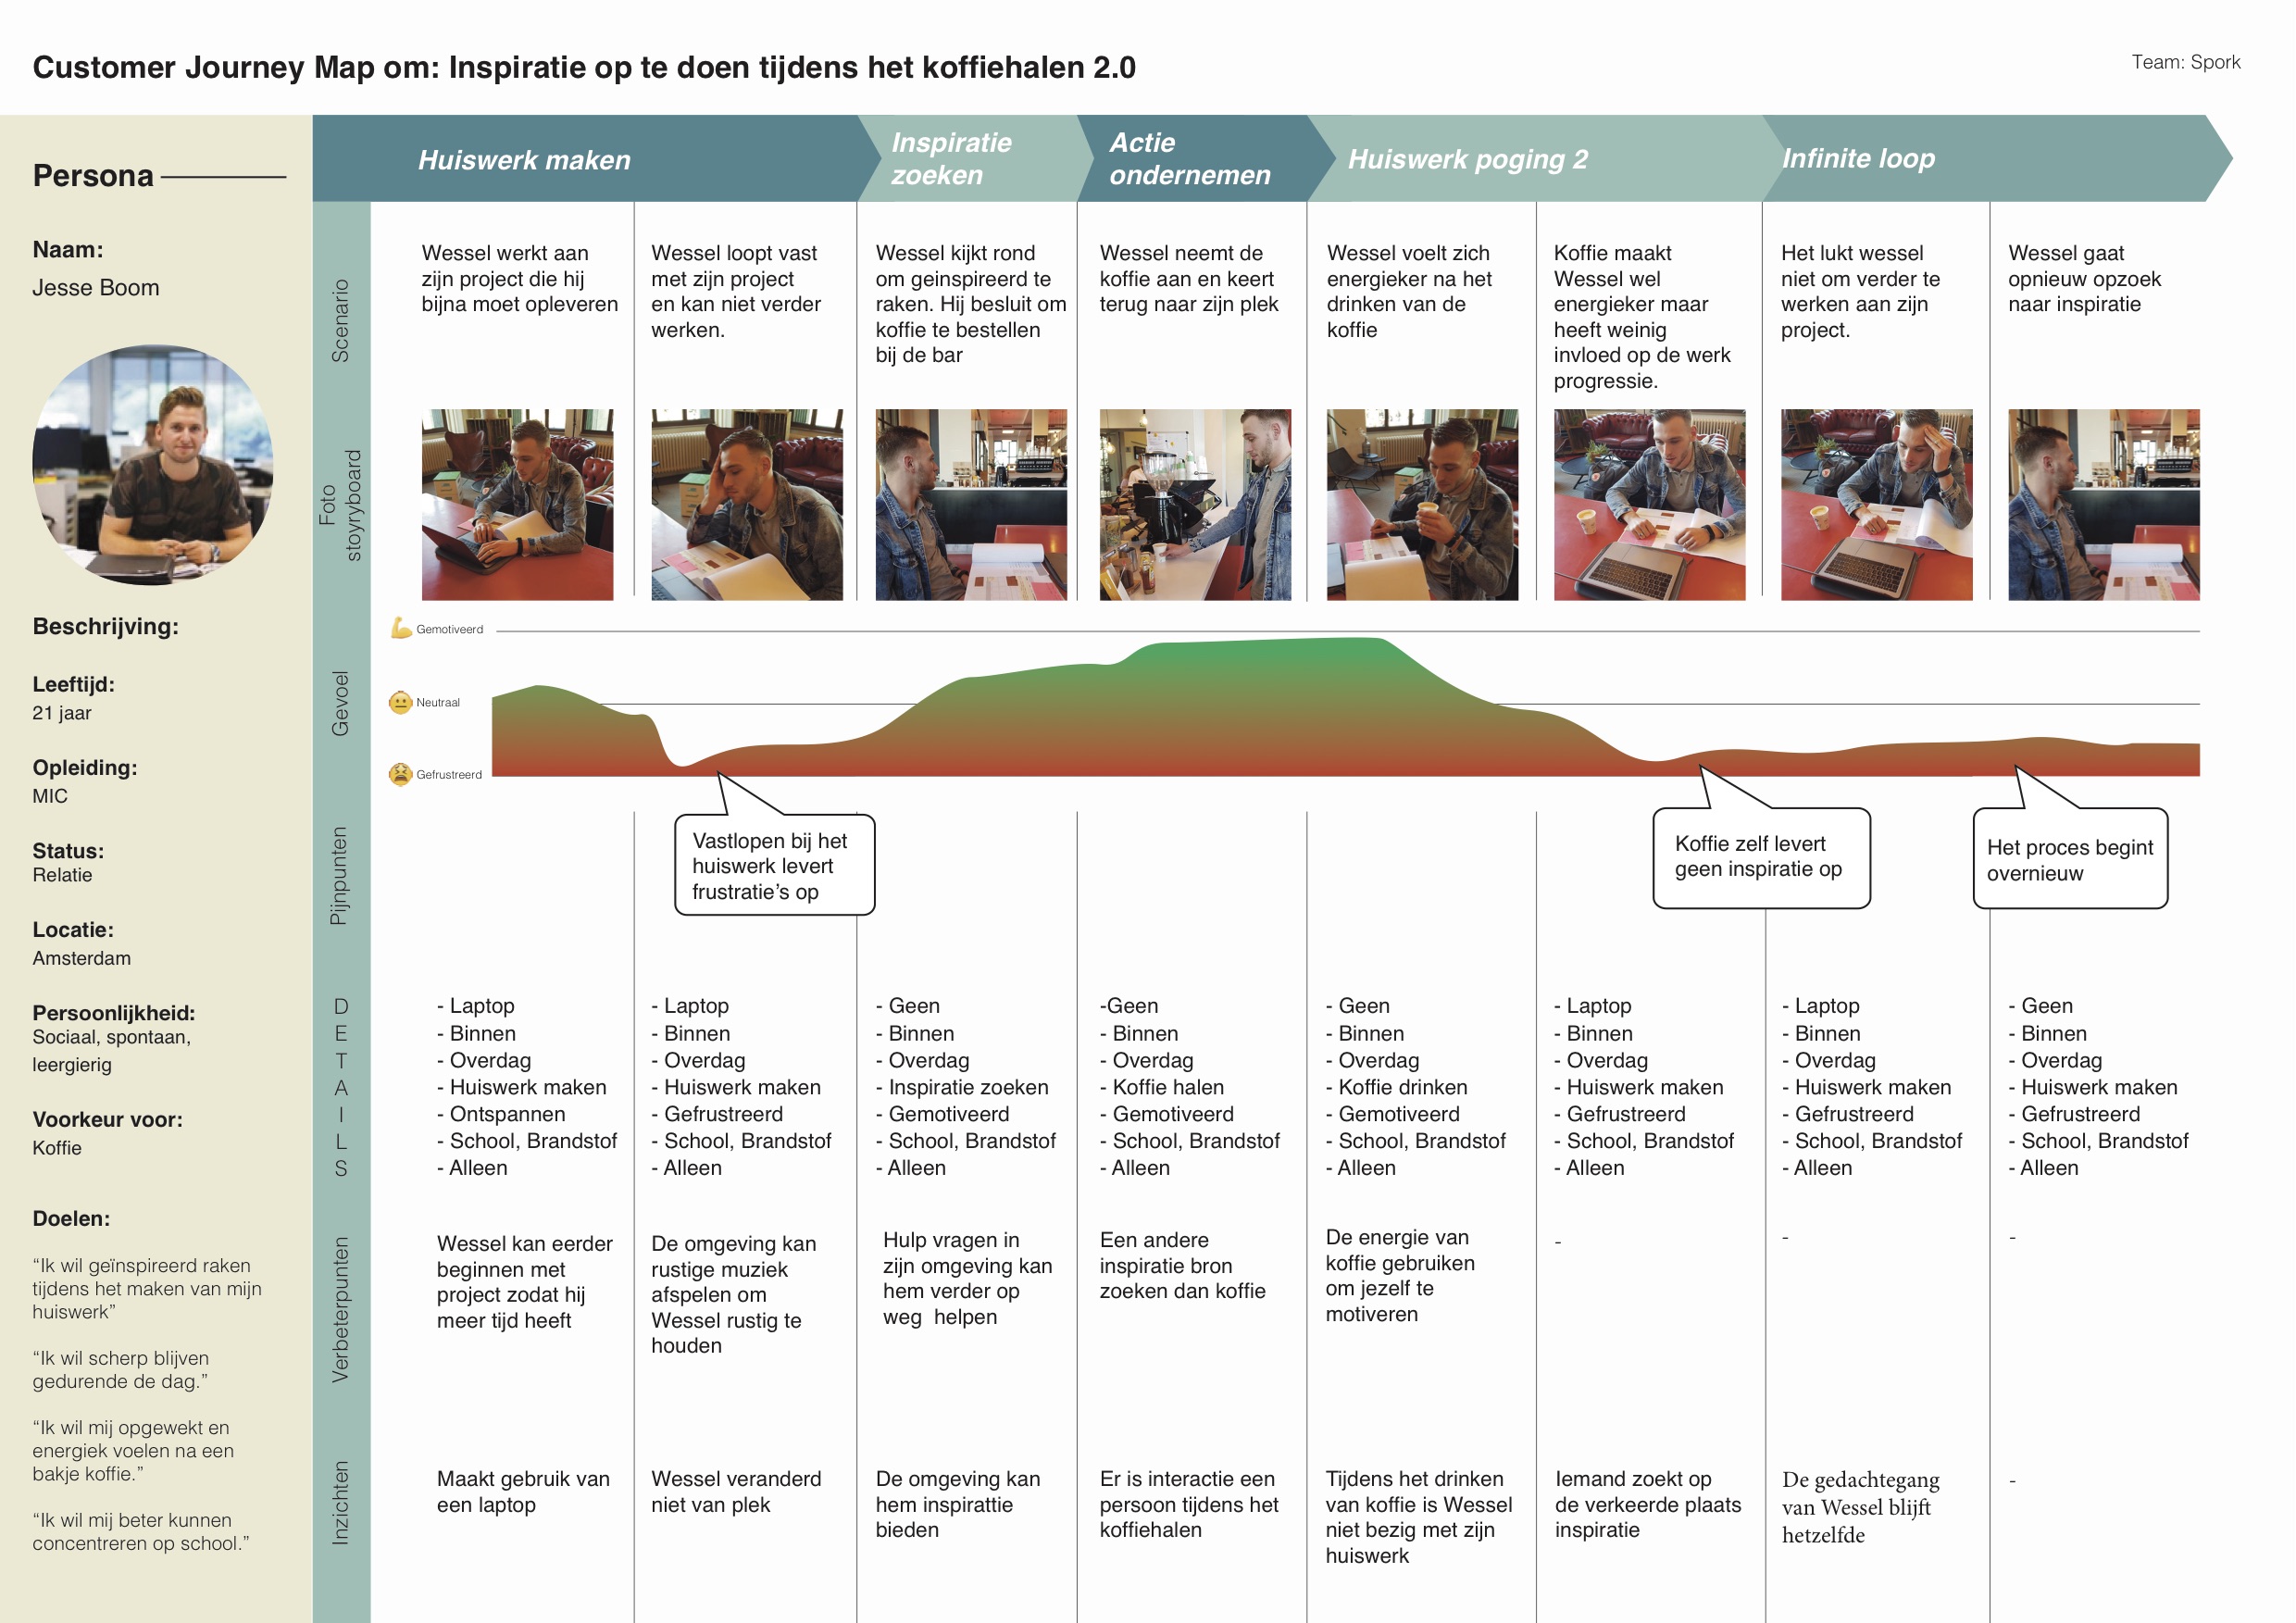 Customer Journey Map om: Inspiratie op te doen tijdens het koffiehalen 2.0
Team: Spork
Persona
Naam:
Jesse Boom
Beschrijving:
Leeftijd:
21 jaar
Opleiding:
MIC
Status:
Relatie
Locatie:
Amsterdam
Persoonlijkheid:
Sociaal, spontaan,
leergierig
Voorkeur voor:
Koffie
Doelen:
“Ik wil geïnspireerd raken
tijdens het maken van mijn
huiswerk”
“Ik wil scherp blijven
gedurende de dag.”
“Ik wil mij opgewekt en
energiek voelen na een
bakje koffie.”
“Ik wil mij beter kunnen
concentreren op school.”
Huiswerk maken
Inspiratie
zoeken
Actie
ondernemen
Huiswerk poging 2
Infinite loop
Scenario
Wessel werkt aan
zijn project die hij
bijna moet opleveren
Wessel loopt vast
met zijn project
en kan niet verder
werken.
Wessel kijkt rond
om geinspireerd te
raken. Hij besluit om
koffie te bestellen
bij de bar
Wessel neemt de
koffie aan en keert
terug naar zijn plek
Wessel voelt zich
energieker na het
drinken van de
koffie
Koffie maakt
Wessel wel
energieker maar
heeft weinig
invloed op de werk
progressie.
Het lukt wessel
niet om verder te
werken aan zijn
project.
Wessel gaat
opnieuw opzoek
naar inspiratie
Foto
stoyryboard
Gevoel
Gemotiveerd
Neutraal
Gefrustreerd
Pijnpunten
Vastlopen bij het
huiswerk levert
frustratie’s op
Koffie zelf levert
geen inspiratie op
Het proces begint
overnieuw
DETAILS
- Laptop
- Binnen
- Overdag
- Huiswerk maken
- Ontspannen
- School, Brandstof
- Alleen
- Laptop
- Binnen
- Overdag
- Huiswerk maken
- Gefrustreerd
- School, Brandstof
- Alleen
- Geen
- Binnen
- Overdag
- Inspiratie zoeken
- Gemotiveerd
- School, Brandstof
- Alleen
-Geen
- Binnen
- Overdag
- Koffie halen
- Gemotiveerd
- School, Brandstof
- Alleen
- Geen
- Binnen
- Overdag
- Koffie drinken
- Gemotiveerd
- School, Brandstof
- Alleen
- Laptop
- Binnen
- Overdag
- Huiswerk maken
- Gefrustreerd
- School, Brandstof
- Alleen
- Laptop
- Binnen
- Overdag
- Huiswerk maken
- Gefrustreerd
- School, Brandstof
- Alleen
- Geen
- Binnen
- Overdag
- Huiswerk maken
- Gefrustreerd
- School, Brandstof
- Alleen
Verbeterpunten
Wessel kan eerder
beginnen met
project zodat hij
meer tijd heeft
De omgeving kan
rustige muziek
afspelen om
Wessel rustig te
houden
Hulp vragen in
zijn omgeving kan
hem verder op
weg helpen
Een andere
inspiratie bron
zoeken dan koffie
De energie van
koffie gebruiken
om jezelf te
motiveren
-
-
-
Inzichten
Maakt gebruik van
een laptop
Wessel veranderd
niet van plek
De omgeving kan
hem inspirattie
bieden
Er is interactie een
persoon tijdens het
koffiehalen
Tijdens het drinken
van koffie is Wessel
niet bezig met zijn
huiswerk
Iemand zoekt op
de verkeerde plaats
inspiratie
De gedachtegang
van Wessel blijft
hetzelfde
-